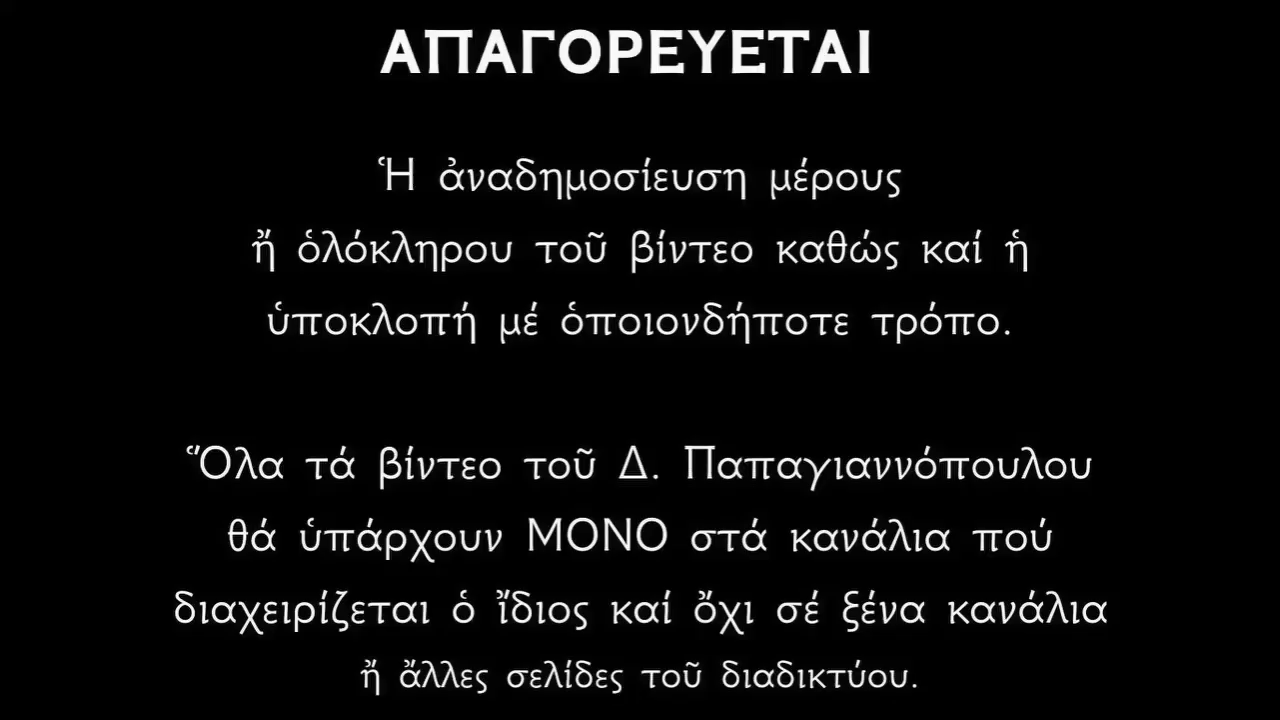 ΑΠΑΓΟΡΕΥΕΤΑΙ
Ἡ ἀναδημοσίευση μέρους
ἤ ὁλόκληρου τοῦ βίντεο καθώς καί ἡ
ὑποκλοπή μέ ὁποιονδήποτε τρόπο.
Ὅλα τά βίντεο τοῦ Δ. Παπαγιαννόπουλου
θά ὑπάρχουν ΜΟΝΟ στά κανάλια πού
διαχειρίζεται ὁ ἴδιος καί ὄχι σέ ξένα κανάλια
ἤ ἄλλες σελίδες τοῦ διαδικτύου.